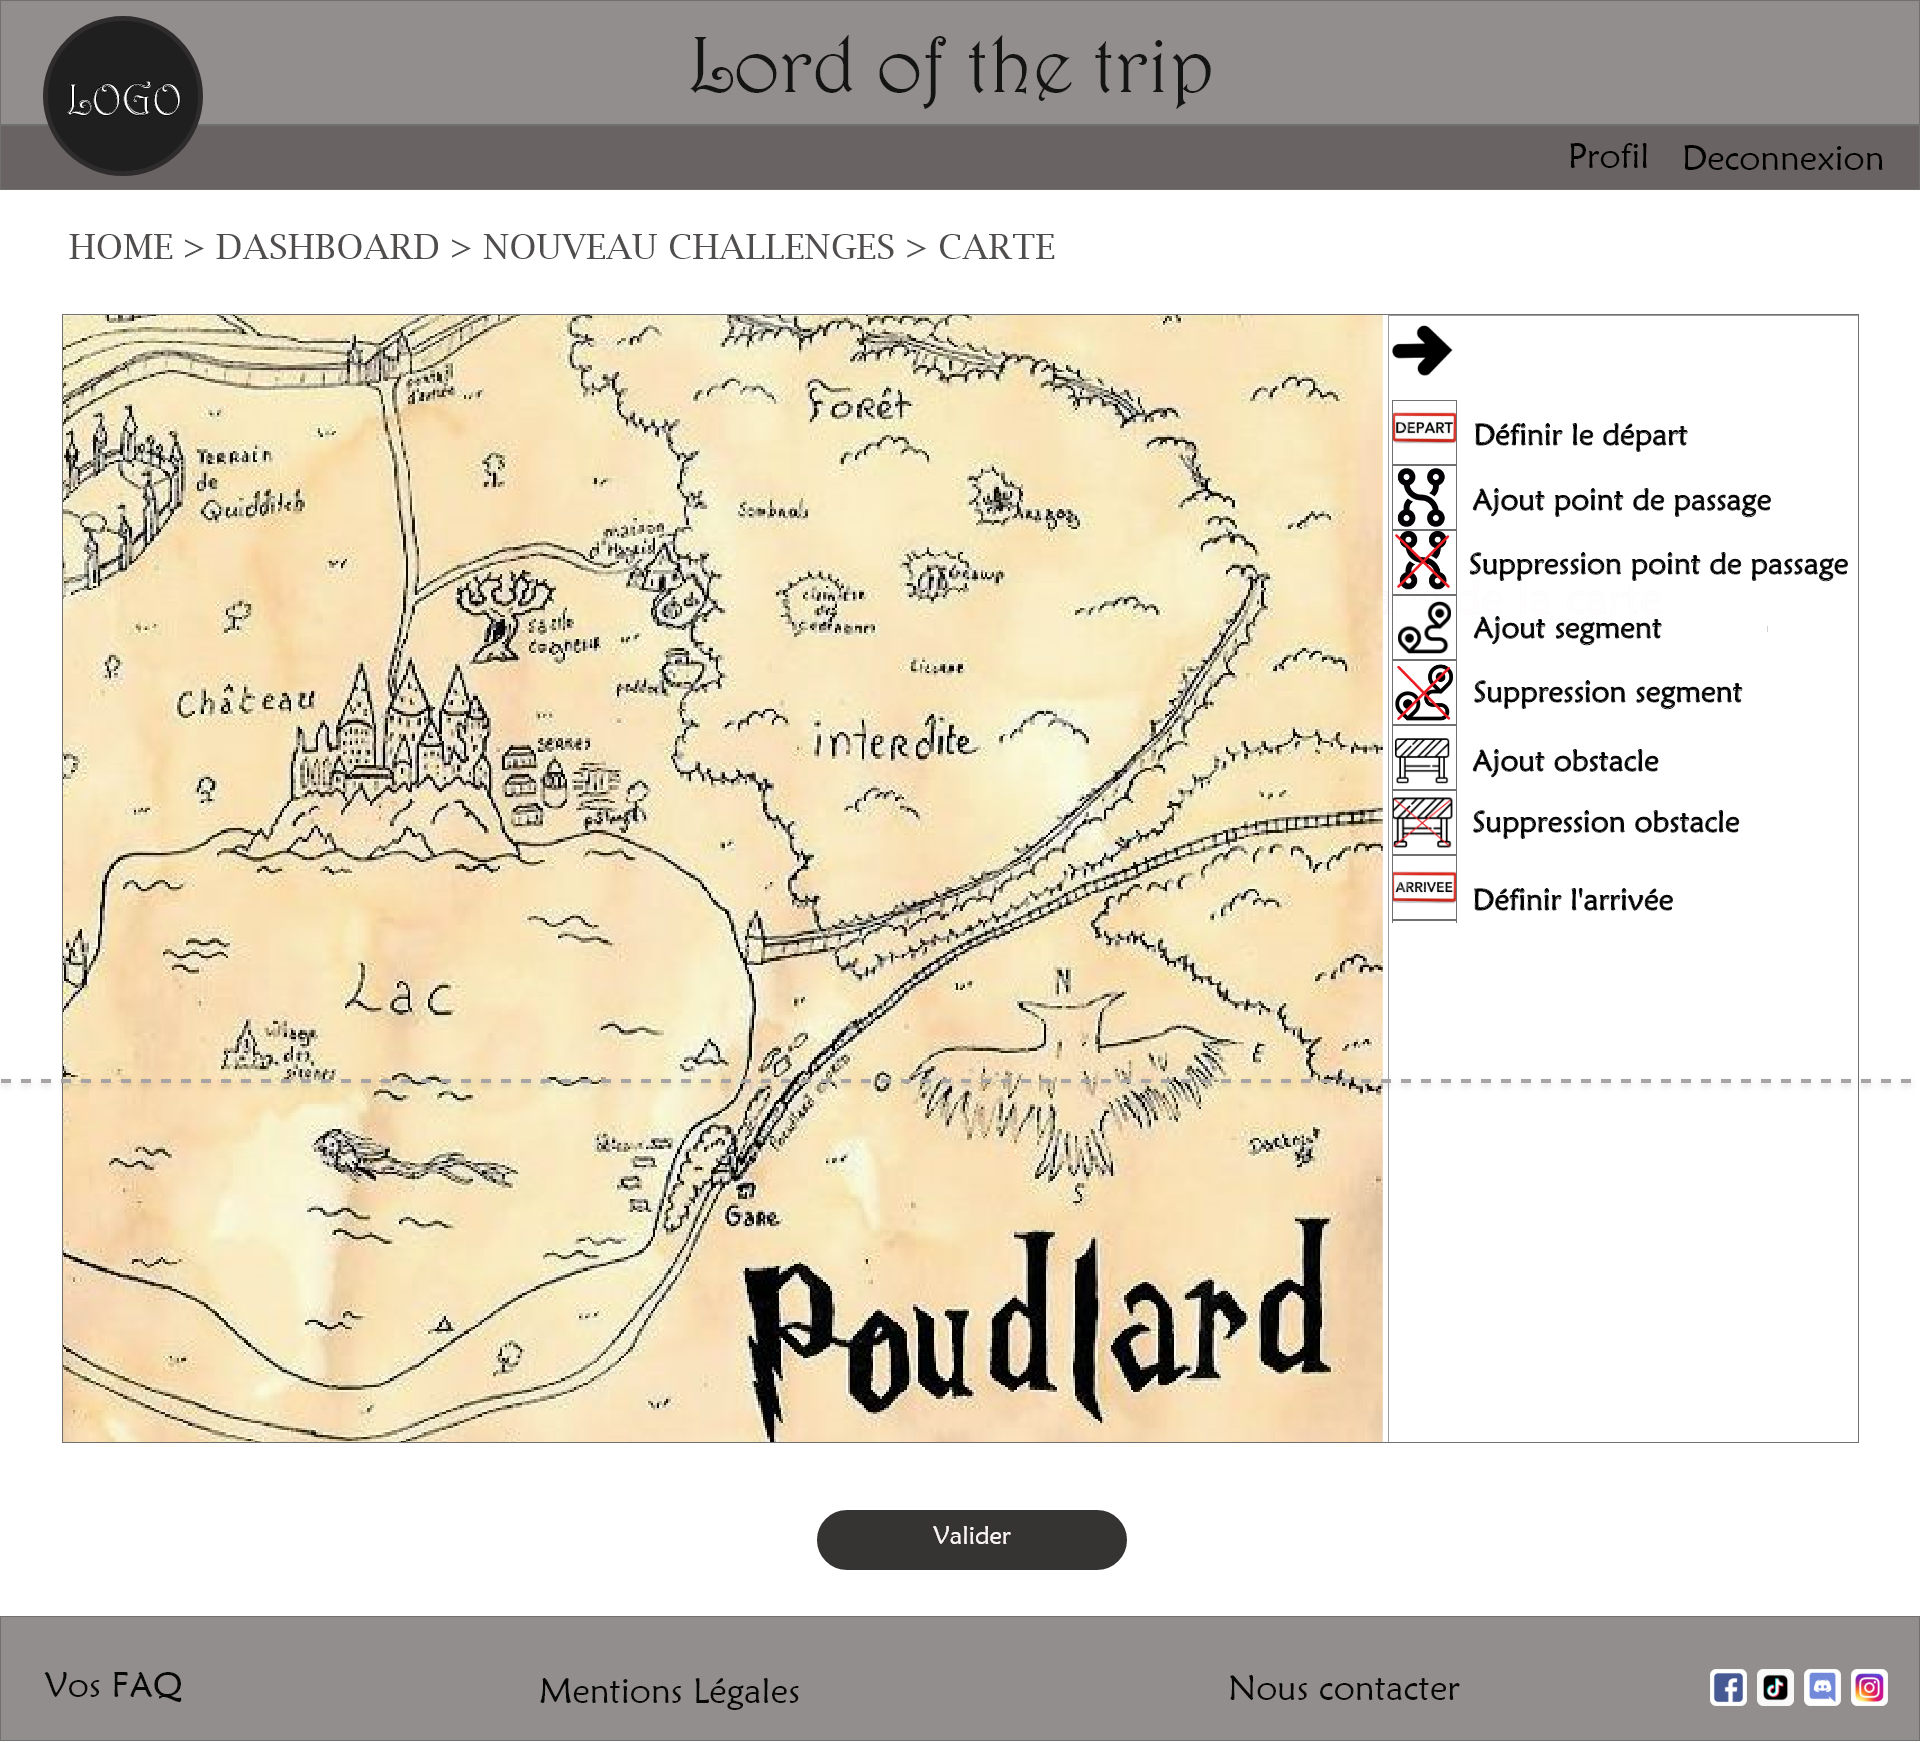 Lord of the trip
LOGO
Profil
Deconnexion
HOME > DASHBOARD > NOUVEAU CHALLENGES > CARTE
Forêt
Terrain
de
Quidditch
Sombrals
maison
d'Hagrid
Graup
saule
cogneur
Château
interdite
serres
Lac
village
des
sirènes
N
E
O
S
Gare
Poudlard
DEPART
Définir le départ
Ajout point de passage
Suppression point de passage
Ajout segment
Suppression segment
Ajout obstacle
Suppression obstacle
ARRIVEE
Définir l'arrivée
Valider
Vos FAQ
Mentions Légales
Nous contacter